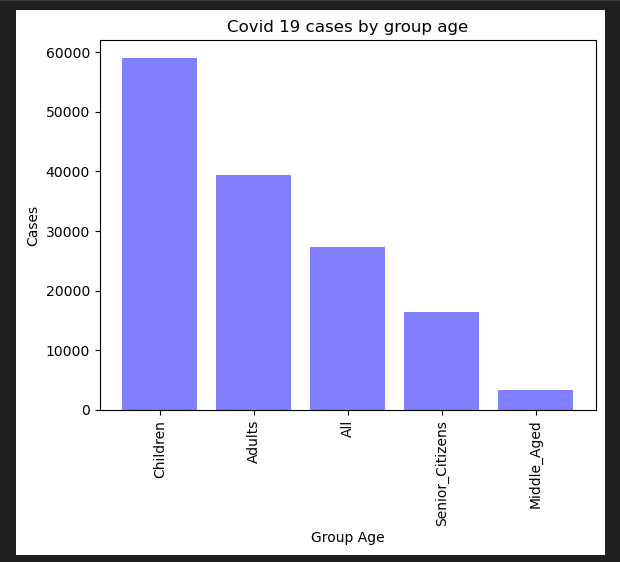 Covid 19 cases by group age
60000
50000
40000
30000
20000
10000
0
Cases
Children
Adults
All
Senior_Citizens
Middle_Aged
Group Age